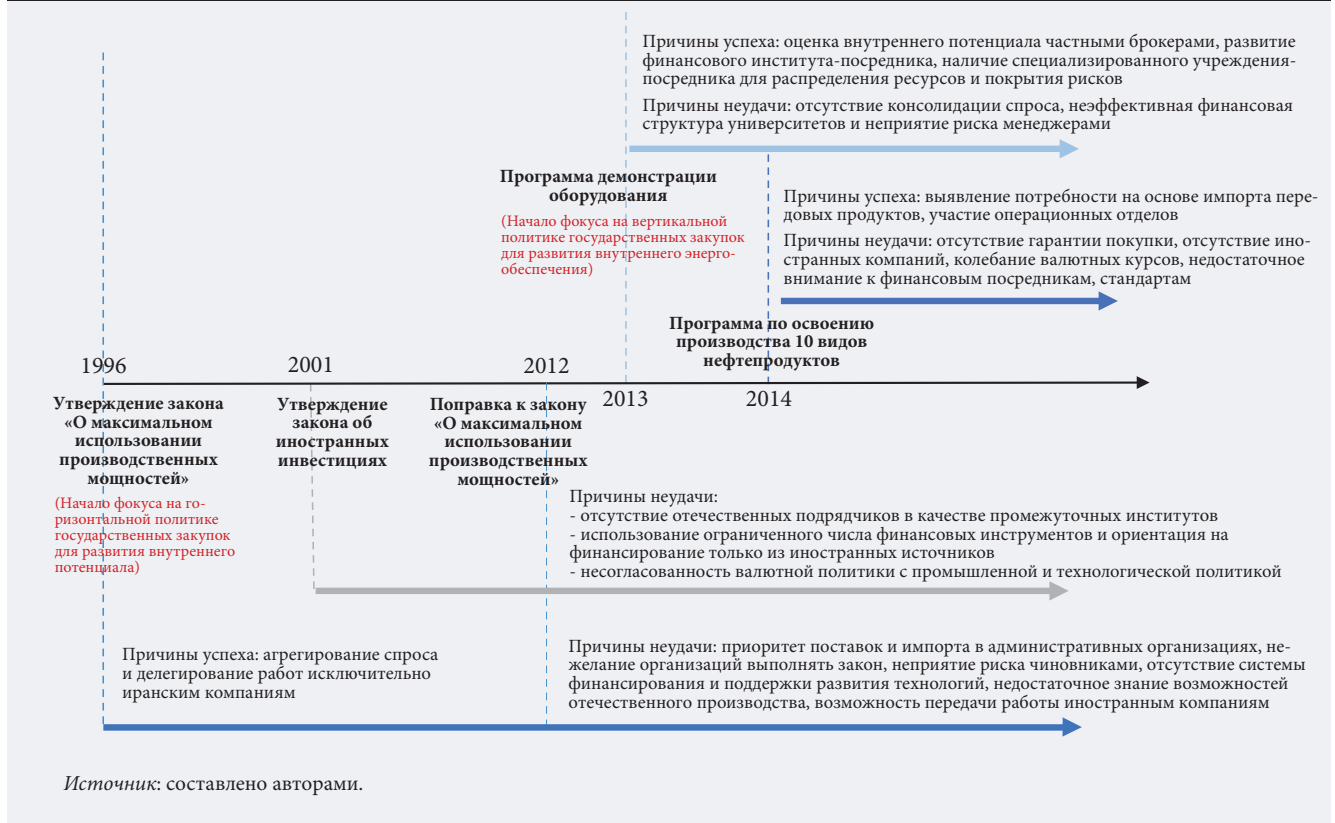 Причины успеха: оценка внутреннего потенциала частными брокерами, развитие
финансового института-посредника, наличие специализированного учреждения-
посредника для распределения ресурсов и покрытия рисков
Причины неудачи: отсутствие консолидации спроса, неэффективная финансовая
структура университетов и неприятие риска менеджерами
Программа демонстрации
оборудования
(Начало фокуса на вертикальной
политике государственных закупок
для развития внутреннего энерго-
обеспечения)
Причины успеха: выявление потребности на основе импорта пере-
довых продуктов, участие операционных отделов
Причины неудачи: отсутствие гарантии покупки, отсутствие ино-
странных компаний, колебание валютных курсов, недостаточное
внимание к финансовым посредникам, стандартам
Программа по освоению
производства 10 видов
нефтепродуктов
1996
2001
2012
2013
2014
Утверждение закона
«О максимальном
использовании
производственных
мощностей»
(Начало фокуса на го-
ризонтальной политике
государственных закупок
для развития внутреннего
потенциала)
Утверждение
закона об
иностранных
инвестициях
Поправка к закону
«О максимальном
использовании
производственных
мощностей»
Причины неудачи:
- отсутствие отечественных подрядчиков в качестве промежуточных институтов
- использование ограниченного числа финансовых инструментов и ориентация на
финансирование только из иностранных источников
- несогласованность валютной политики с промышленной и технологической политикой
Причины успеха: агрегирование спроса
и делегирование работ исключительно
иранским компаниям
Причины неудачи: приоритет поставок и импорта в административных организациях, не-
желание организаций выполнять закон, неприятие риска чиновниками, отсутствие системы
финансирования и поддержки развития технологий, недостаточное знание возможностей
отечественного производства, возможность передачи работы иностранным компаниям
Источник: составлено авторами.